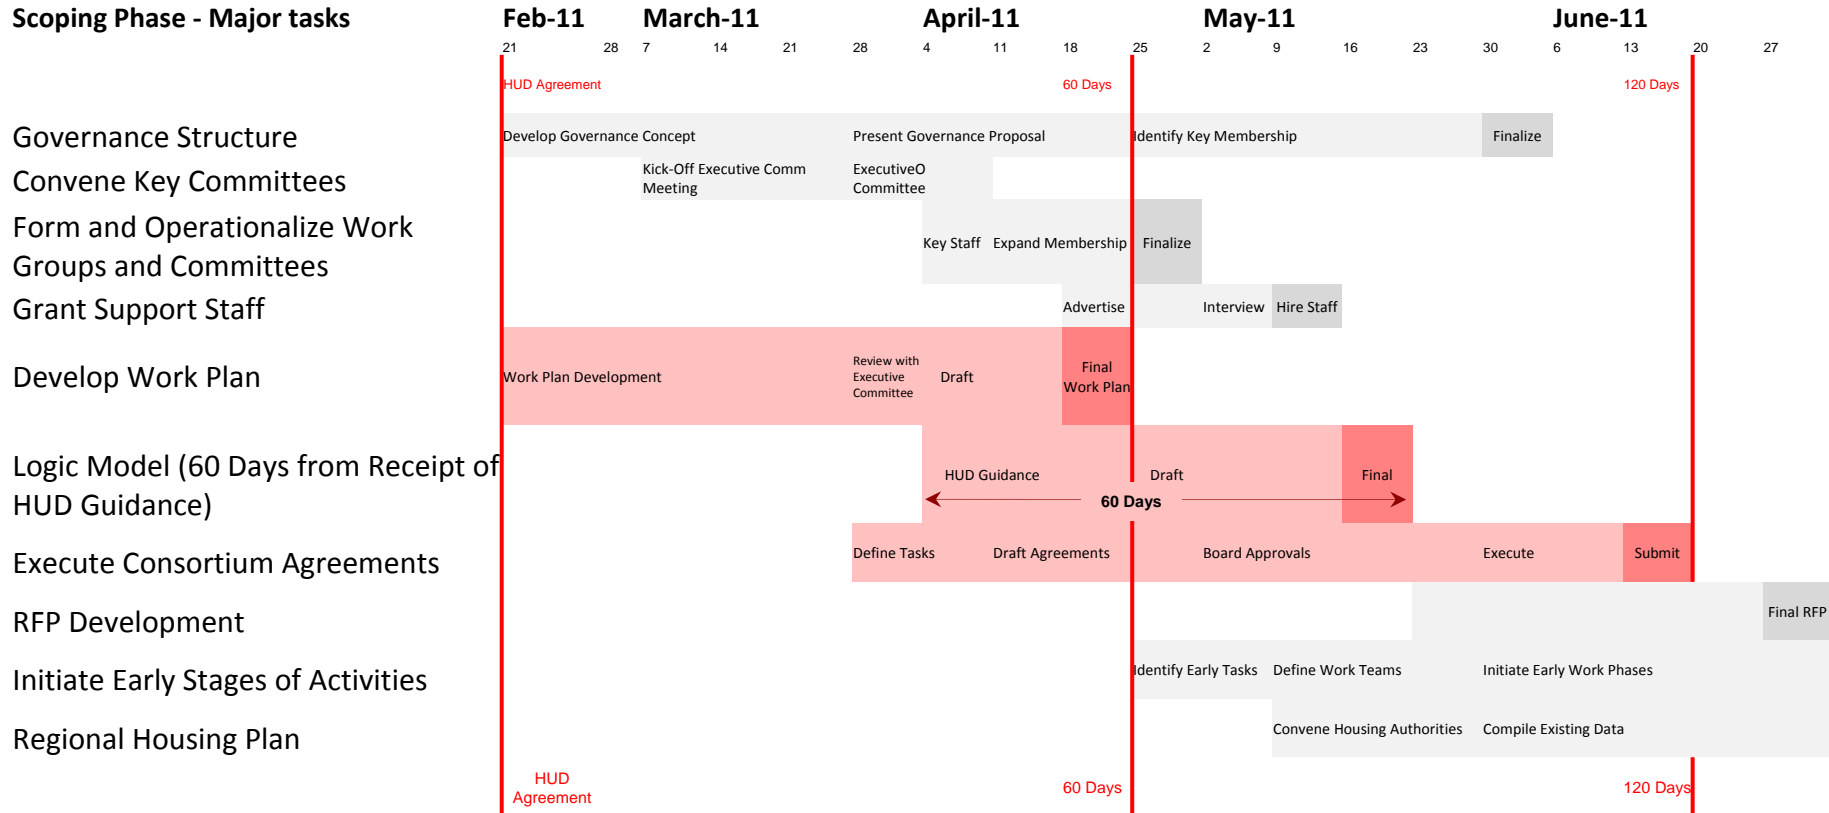 Scoping Phase - Major tasks Feb-11 March-11 April-11 May-11 June-11
21 28 7 14 21 28 4 11 18 25 2 9 16 23 30 6 13 20 27
HUD Agreement 60 Days 120 Days
Governance Structure Develop Governance Concept Present Governance Proposal Identify Key Membership Finalize
Convene Key Committees
Kick-Off Executive Comm
Meeting
ExecutiveO
Committee
Form and Operationalize Work
Groups and Committees
Key Staff Expand Membership Finalize
Grant Support Staff Advertise Interview Hire Staff
Develop Work Plan Work Plan Development
Review with
Executive
Committee
Draft
Final
Work Plan
Logic Model (60 Days from Receipt of
HUD Guidance)
HUD Guidance Draft Final
60 Days
Execute Consortium Agreements Define Tasks Draft Agreements Board Approvals Execute Submit
RFP Development Final RFP
Initiate Early Stages of Activities Identify Early Tasks Define Work Teams Initiate Early Work Phases
Regional Housing Plan Convene Housing Authorities Compile Existing Data
HUD
Agreement
60 Days 120 Days